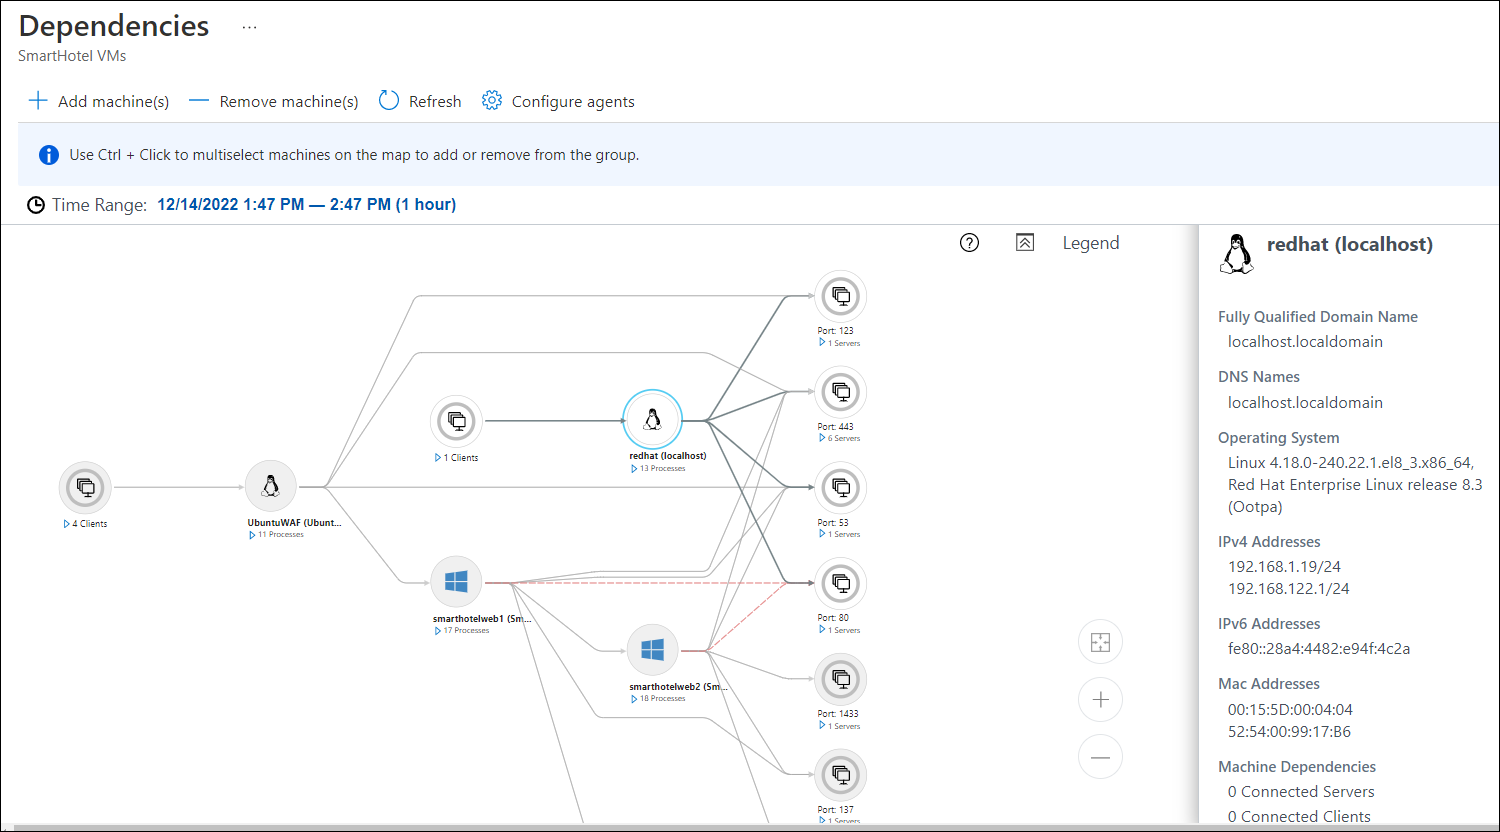 Dependencies ...
SmartHotel VMs
Add machine(s)
Remove machine(s)
Refresh
Configure agents
Use Ctrl + Click to multiselect machines on the map to add or remove from the group.
Time Range: 12/14/2022 1:47 PM — 2:47 PM (1 hour)
Legend
4 Clients
UbuntuWAF (Ubunt...
11 Processes
1 Clients
redhat (localhost)
13 Processes
smarthotelweb1 (Sm...
17 Processes
smarthotelweb2 (Sm...
18 Processes
Port: 123
1 Servers
Port: 443
6 Servers
Port: 53
1 Servers
Port: 80
1 Servers
Port: 1433
1 Servers
Port: 137
1 Servers
redhat (localhost)
Fully Qualified Domain Name
localhost.localdomain
DNS Names
localhost.localdomain
Operating System
Linux 4.18.0-240.22.1.el8_3.x86_64,
Red Hat Enterprise Linux release 8.3
(Ootpa)
IPv4 Addresses
192.168.1.19/24
192.168.122.1/24
IPv6 Addresses
fe80::28a4:4482:e94f:4c2a
Mac Addresses
00:15:5D:00:04:04
52:54:00:99:17:B6
Machine Dependencies
0 Connected Servers
0 Connected Clients